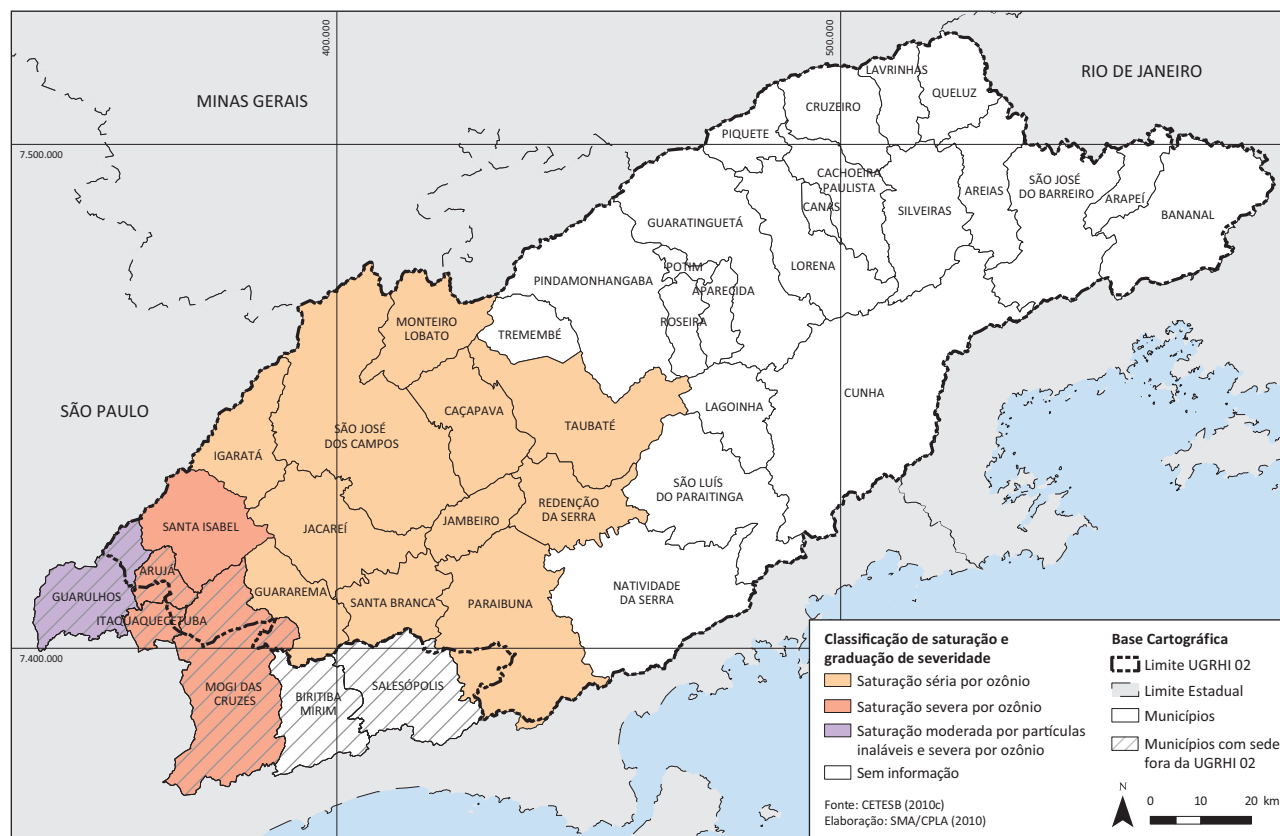 400.000
500.000
MINAS GERAIS
RIO DE JANEIRO
SÃO PAULO
7.500.000
7.400.000
LAVRINHAS
QUELUZ
CRUZEIRO
PIQUETE
CACHOEIRA
PAULISTA
CANAS
SILVEIRAS
AREIAS
SÃO JOSÉ
DO BARREIRO
ARAPEÍ
BANANAL
GUARATINGUETÁ
LORENA
POTIM
APARECIDA
PINDAMONHANGABA
ROSEIRA
TREMEMBÉ
MONTEIRO
LOBATO
CUNHA
LAGOINHA
CAÇAPAVA
TAUBATÉ
SÃO JOSÉ
DOS CAMPOS
IGARATÁ
SÃO LUÍS
DO PARAITINGA
REDENÇÃO
DA SERRA
SANTA ISABEL
JACAREÍ
JAMBEIRO
ARUJÁ
GUARULHOS
GUARAREMA
SANTA BRANCA
PARAIBUNA
NATIVIDADE
DA SERRA
ITAQUAQUECETUBA
MOGI DAS
CRUZES
BIRITIBA
MIRIM
SALESÓPOLIS
Classificação de saturação e
graduação de severidade
Saturação séria por ozônio
Saturação severa por ozônio
Saturação moderada por partículas
inaláveis e severa por ozônio
Sem informação
Fonte: CETESB (2010c)
Elaboração: SMA/CPLA (2010)
Base Cartográfica
Limite UGRHI 02
Limite Estadual
Municípios
Municípios com sede
fora da UGRHI 02
N
0 10 20 km